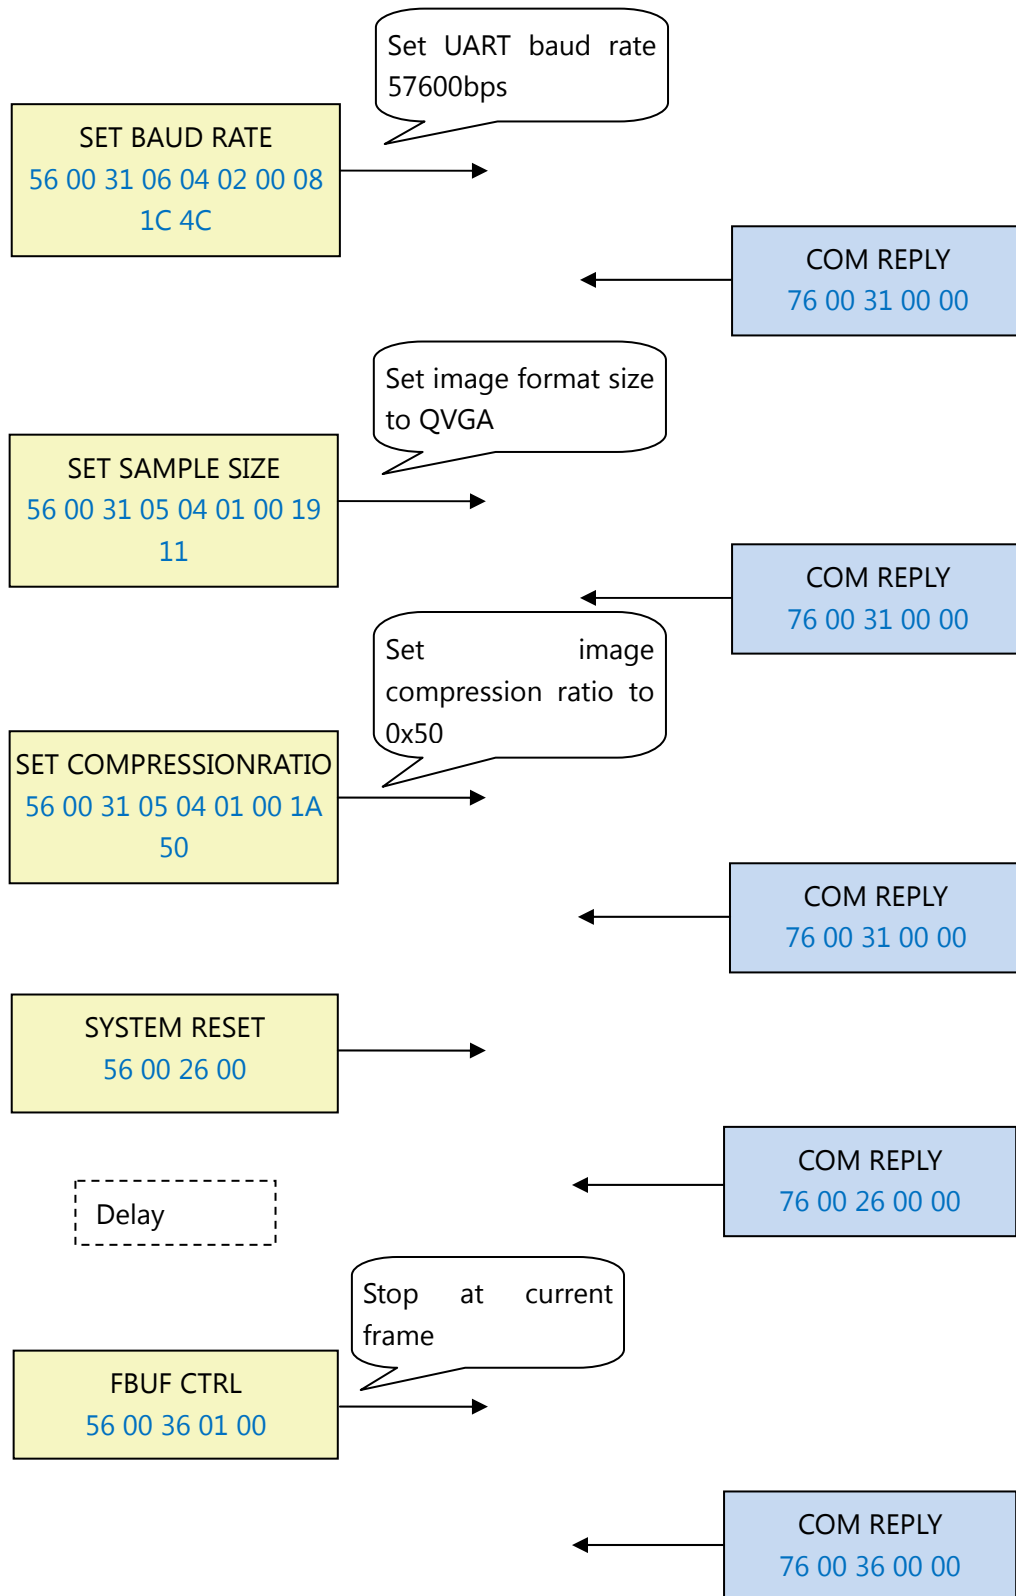 Set UART baud rate
57600bps
SET BAUD RATE
56 00 31 06 04 02 00 08
1C 4C
COM REPLY
76 00 31 00 00
Set image format size
to QVGA
SET SAMPLE SIZE
56 00 31 05 04 01 00 19
11
COM REPLY
76 00 31 00 00
Set image
compression ratio to
0x50
SET COMPRESSIONRATIO
56 00 31 05 04 01 00 1A
50
COM REPLY
76 00 31 00 00
SYSTEM RESET
56 00 26 00
COM REPLY
76 00 26 00 00
Delay
Stop at current
frame
FBUF CTRL
56 00 36 01 00
COM REPLY
76 00 36 00 00